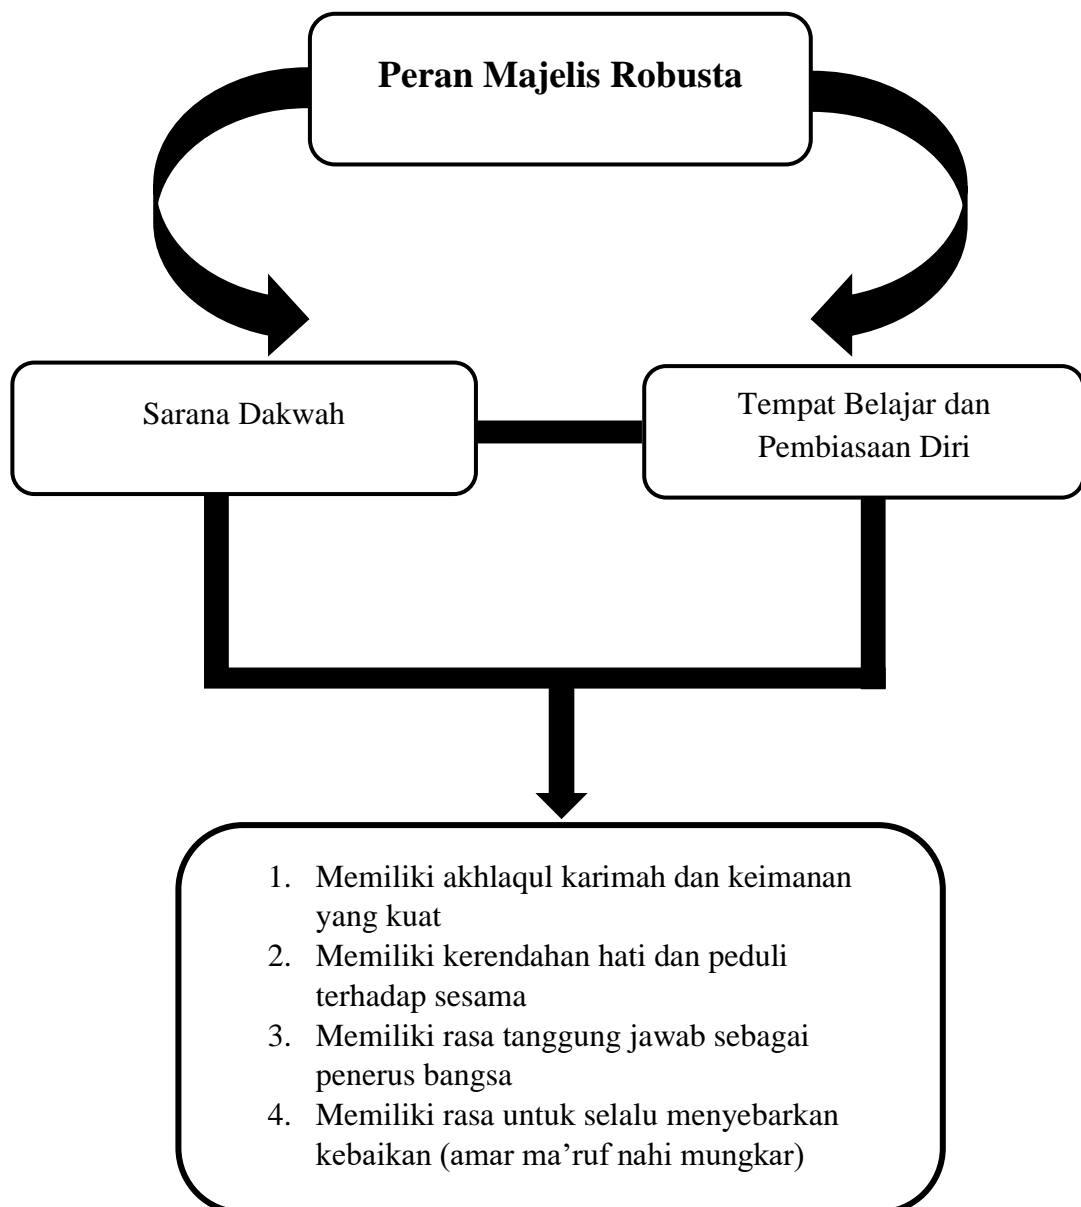 Peran Majelis Robusta
Sarana Dakwah
Tempat Belajar dan
Pembiasaan Diri
1. Memiliki akhlaqul karimah dan keimanan
yang kuat
2. Memiliki kerendahan hati dan peduli
terhadap sesama
3. Memiliki rasa tanggung jawab sebagai
penerus bangsa
4. Memiliki rasa untuk selalu menyebarkan
kebaikan (amar ma’ruf nahi mungkar)